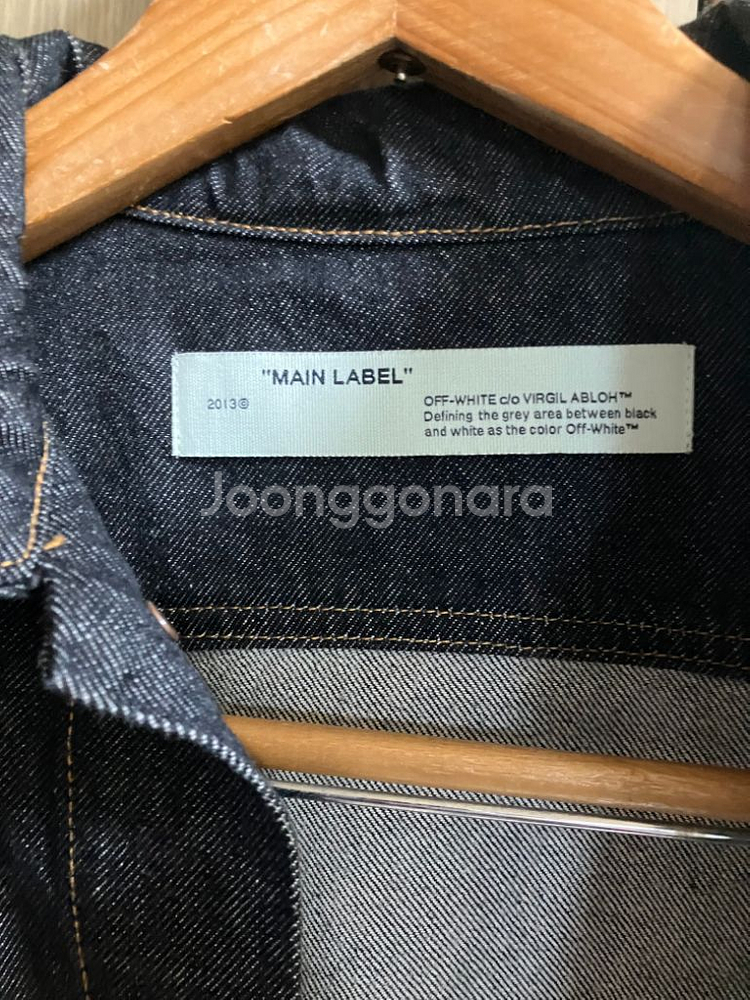 "MAIN LABEL"
2013©
OFF-WHITE c/o VIRGIL ABLOH™
Defining the grey area between black
and white as the color Off-White™
Joonggonara